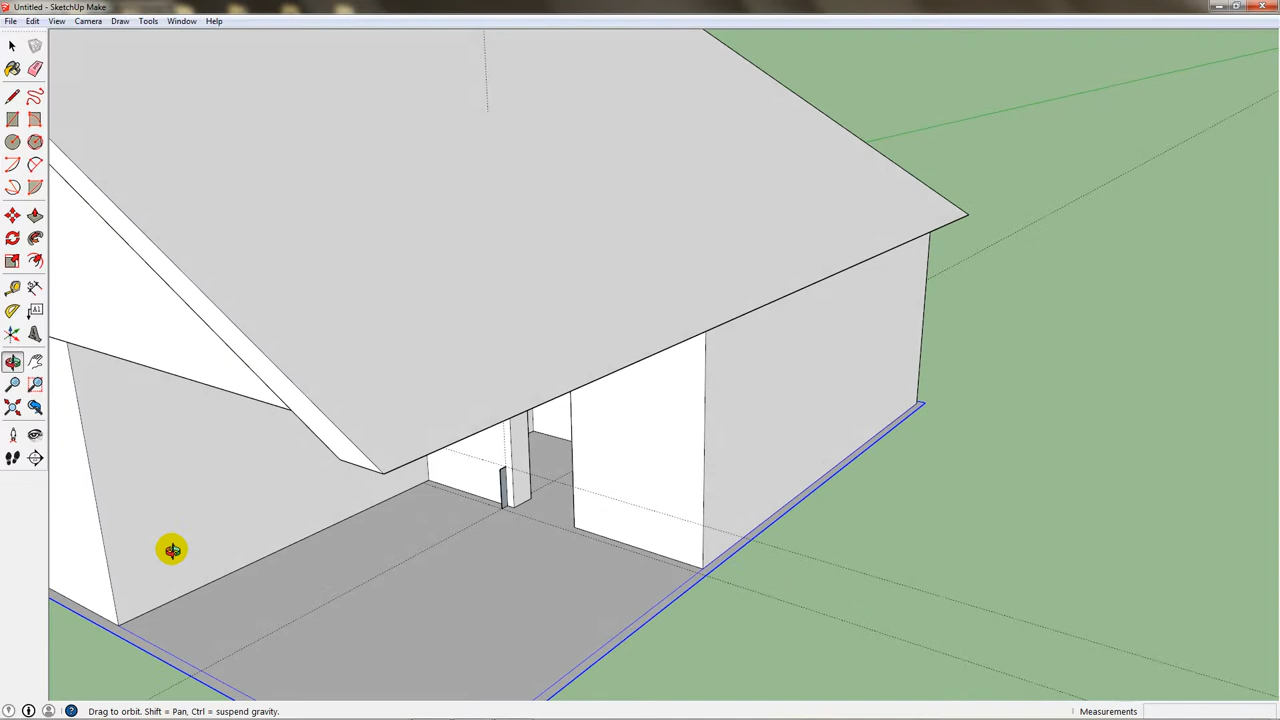 Untitled - SketchUp Make
File Edit View Camera Draw Tools Window Help
A1
Drag to orbit. Shift = Pan, Ctrl = suspend gravity.
Measurements